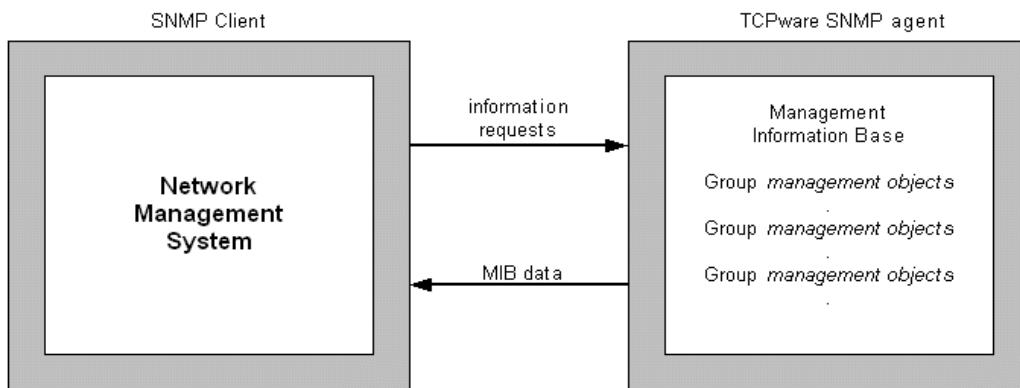 SNMP Client
TCPware SNMP agent
Network
Management
System
information
requests
MIB data
Management
Information Base
Group management objects
.
Group management objects
.
Group management objects
.